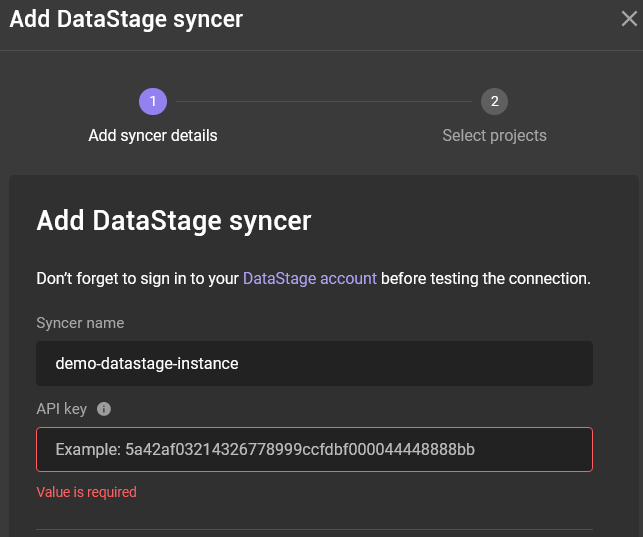 Add DataStage syncer
1
2
Add syncer details
Select projects
Add DataStage syncer
Don't forget to sign in to your DataStage account before testing the connection.
Syncer name
demo-datastage-instance
API key
Example: 5a42af03214326778999ccfdbf000044448888bb
Value is required